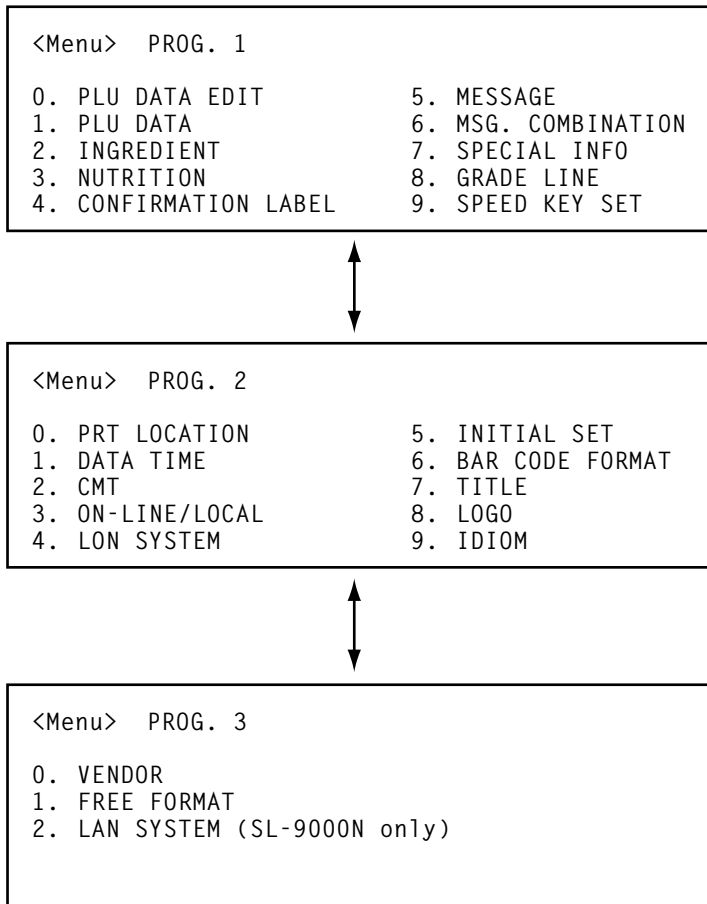 <Menu>  PROG. 1
0. PLU DATA EDIT 5. MESSAGE
1. PLU DATA 6. MSG. COMBINATION
2. INGREDIENT 7. SPECIAL INFO
3. NUTRITION 8. GRADE LINE
4. CONFIRMATION LABEL 9. SPEED KEY SET
<Menu>  PROG. 2
0. PRT LOCATION 5. INITIAL SET
1. DATA TIME 6. BAR CODE FORMAT
2. CMT 7. TITLE
3. ON-LINE/LOCAL 8. LOGO
4. LON SYSTEM 9. IDIOM
<Menu>  PROG. 3
0. VENDOR
1. FREE FORMAT
2. LAN SYSTEM (SL-9000N only)